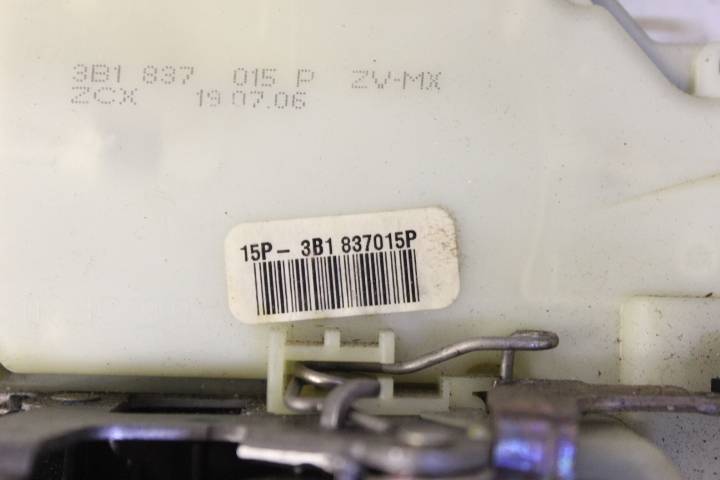 3B1 837 015 P ZV-MX
ZCX 19 07.06
15P- 3B1 837015P